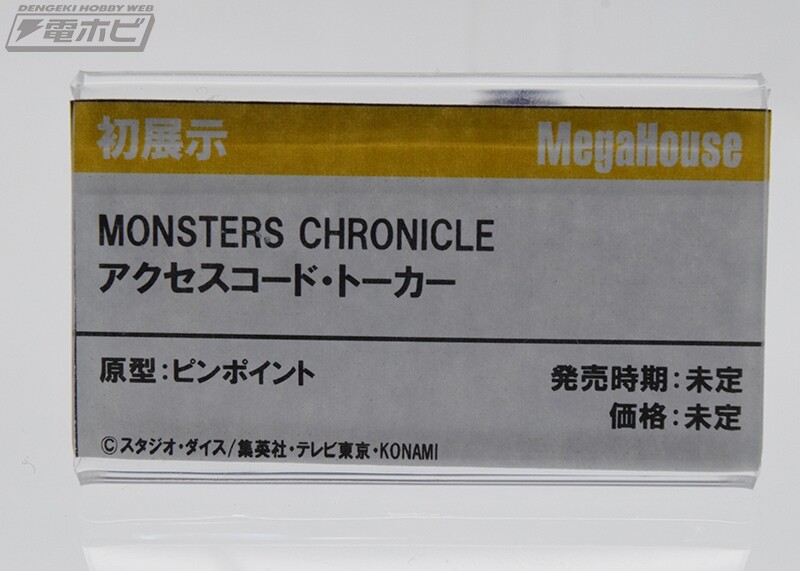 DENGEKI HOBBY WEB
電ホビ
初展示 MegaHouse
MONSTERS CHRONICLE
アクセスコード・トーカー
原型:ピンポイント
発売時期:未定
価格:未定
©スタジオ・ダイス/集英社・テレビ東京・KONAMI